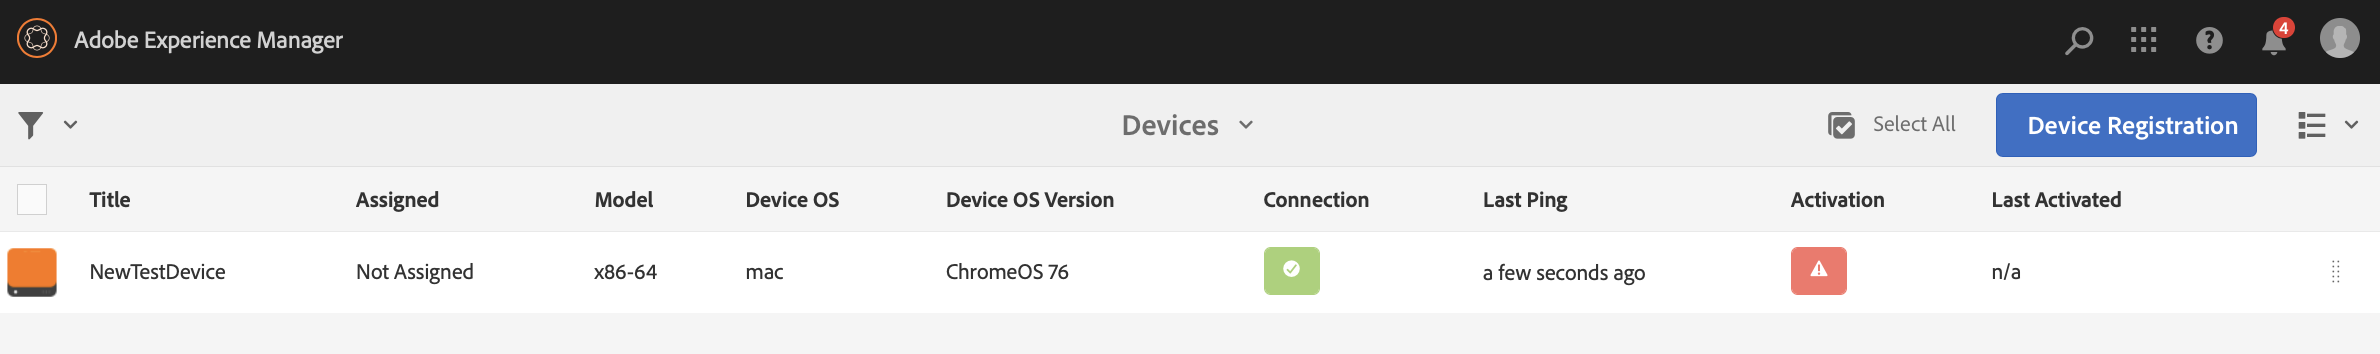 Adobe Experience Manager
4
Devices
Select All
Device Registration
Title Assigned Model Device OS Device OS Version Connection Last Ping Activation Last Activated
NewTestDevice Not Assigned x86-64 mac ChromeOS 76 a few seconds ago n/a